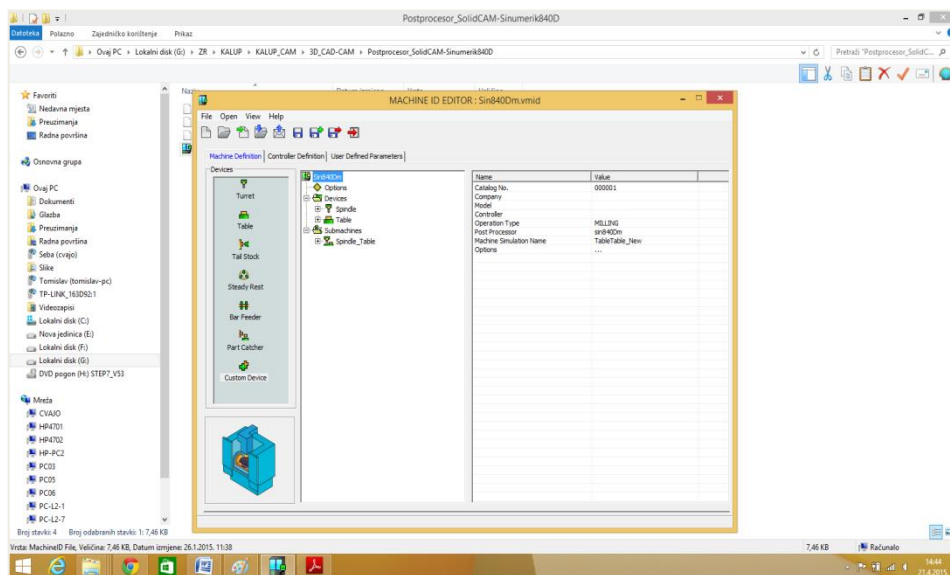 Postprocesor_SolidCAM-Sinumerik840D
Datoteka Polazno Zajedničko korištenje Prikaz
Ovaj PC Lokalni disk (G:) ZR KALUP KALUP_CAM 3D_CAD-CAM Postprocesor_SolidCAM-Sinumerik840D
Pretraži "Postprocesor_SolidC...
Favoriti
Nedavna mjesta
Preuzimanja
Radna površina
Osnovna grupa
Ovaj PC
Dokumenti
Glazba
Preuzimanja
Radna površina
Seba (cvajo)
Slike
Tomislav (tomislav-pc)
TP-LINK_163D92:1
Videozapisi
Lokalni disk (C:)
Nova jedinica (E:)
Lokalni disk (F:)
Lokalni disk (G:)
DVD pogon (H:) STEP7_V53
Mreža
CVAJO
HP4701
HP4702
HP-PC2
PC03
PC05
PC06
PC-L2-1
PC-L2-7
MACHINE ID EDITOR : Sin840Dm.vmid
File Open View Help
Machine Definition Controller Definition User Defined Parameters
Devices
Turret
Table
Tail Stock
Steady Rest
Bar Feeder
Part Catcher
Custom Device
Sin840Dm
Options
Devices
Spindle
Table
Submachines
Spindle_Table
Name Value
Catalog No. 000001
Company
Model
Controller
Operation Type MILLING
Post Processor sin840Dm
Machine Simulation Name TableTable_New
Options ...
Broj stavki: 4 Broj odabranih stavki: 1: 7,46 KB
Vrsta: MachineID File, Veličina: 7,46 KB, Datum izmjene: 26.1.2015. 11:38
7,46 KB Računalo
14:44
21.4.2015.